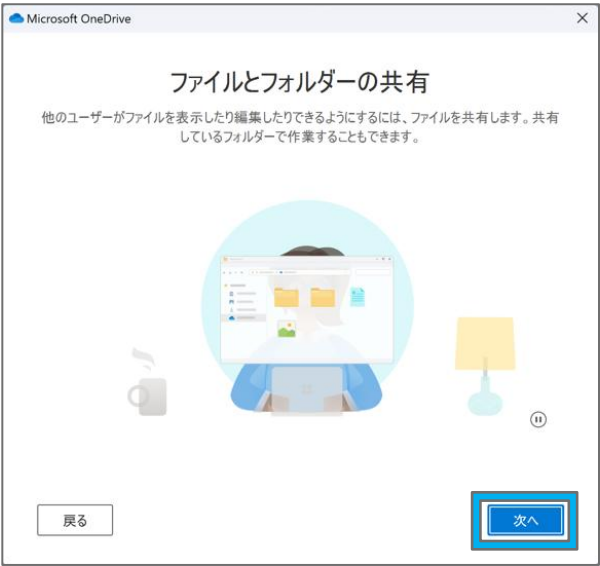 Microsoft OneDrive
ファイルとフォルダーの共有
他のユーザーがファイルを表示したり編集したりできるようにするには、ファイルを共有します。共有
しているフォルダーで作業することもできます。
戻る
次へ